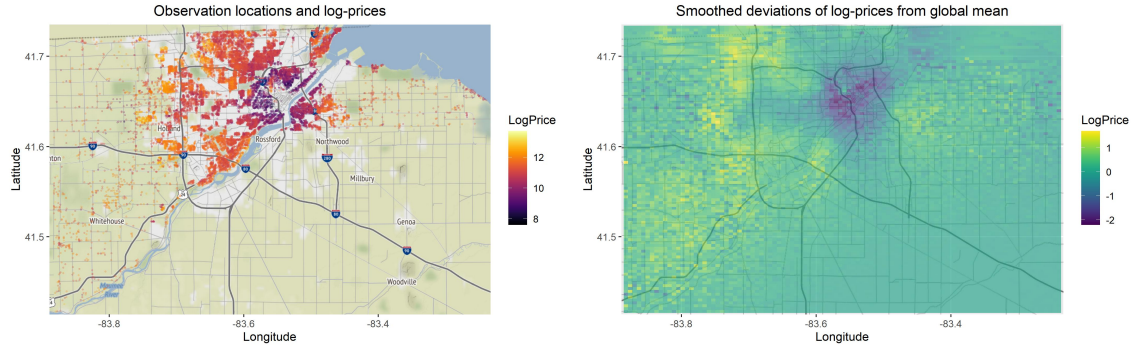 Observation locations and log-prices
41.7
41.6
41.5
Latitude
Holland
Rossford
Northwood
Millbury
Whitehouse
Genoa
Woodville
Maumee
River
nton
24
-83.8
-83.6
-83.4
Longitude
LogPrice
12
10
8
Smoothed deviations of log-prices from global mean
41.7
41.6
41.5
Latitude
-83.8
-83.6
-83.4
Longitude
LogPrice
1
0
-1
-2